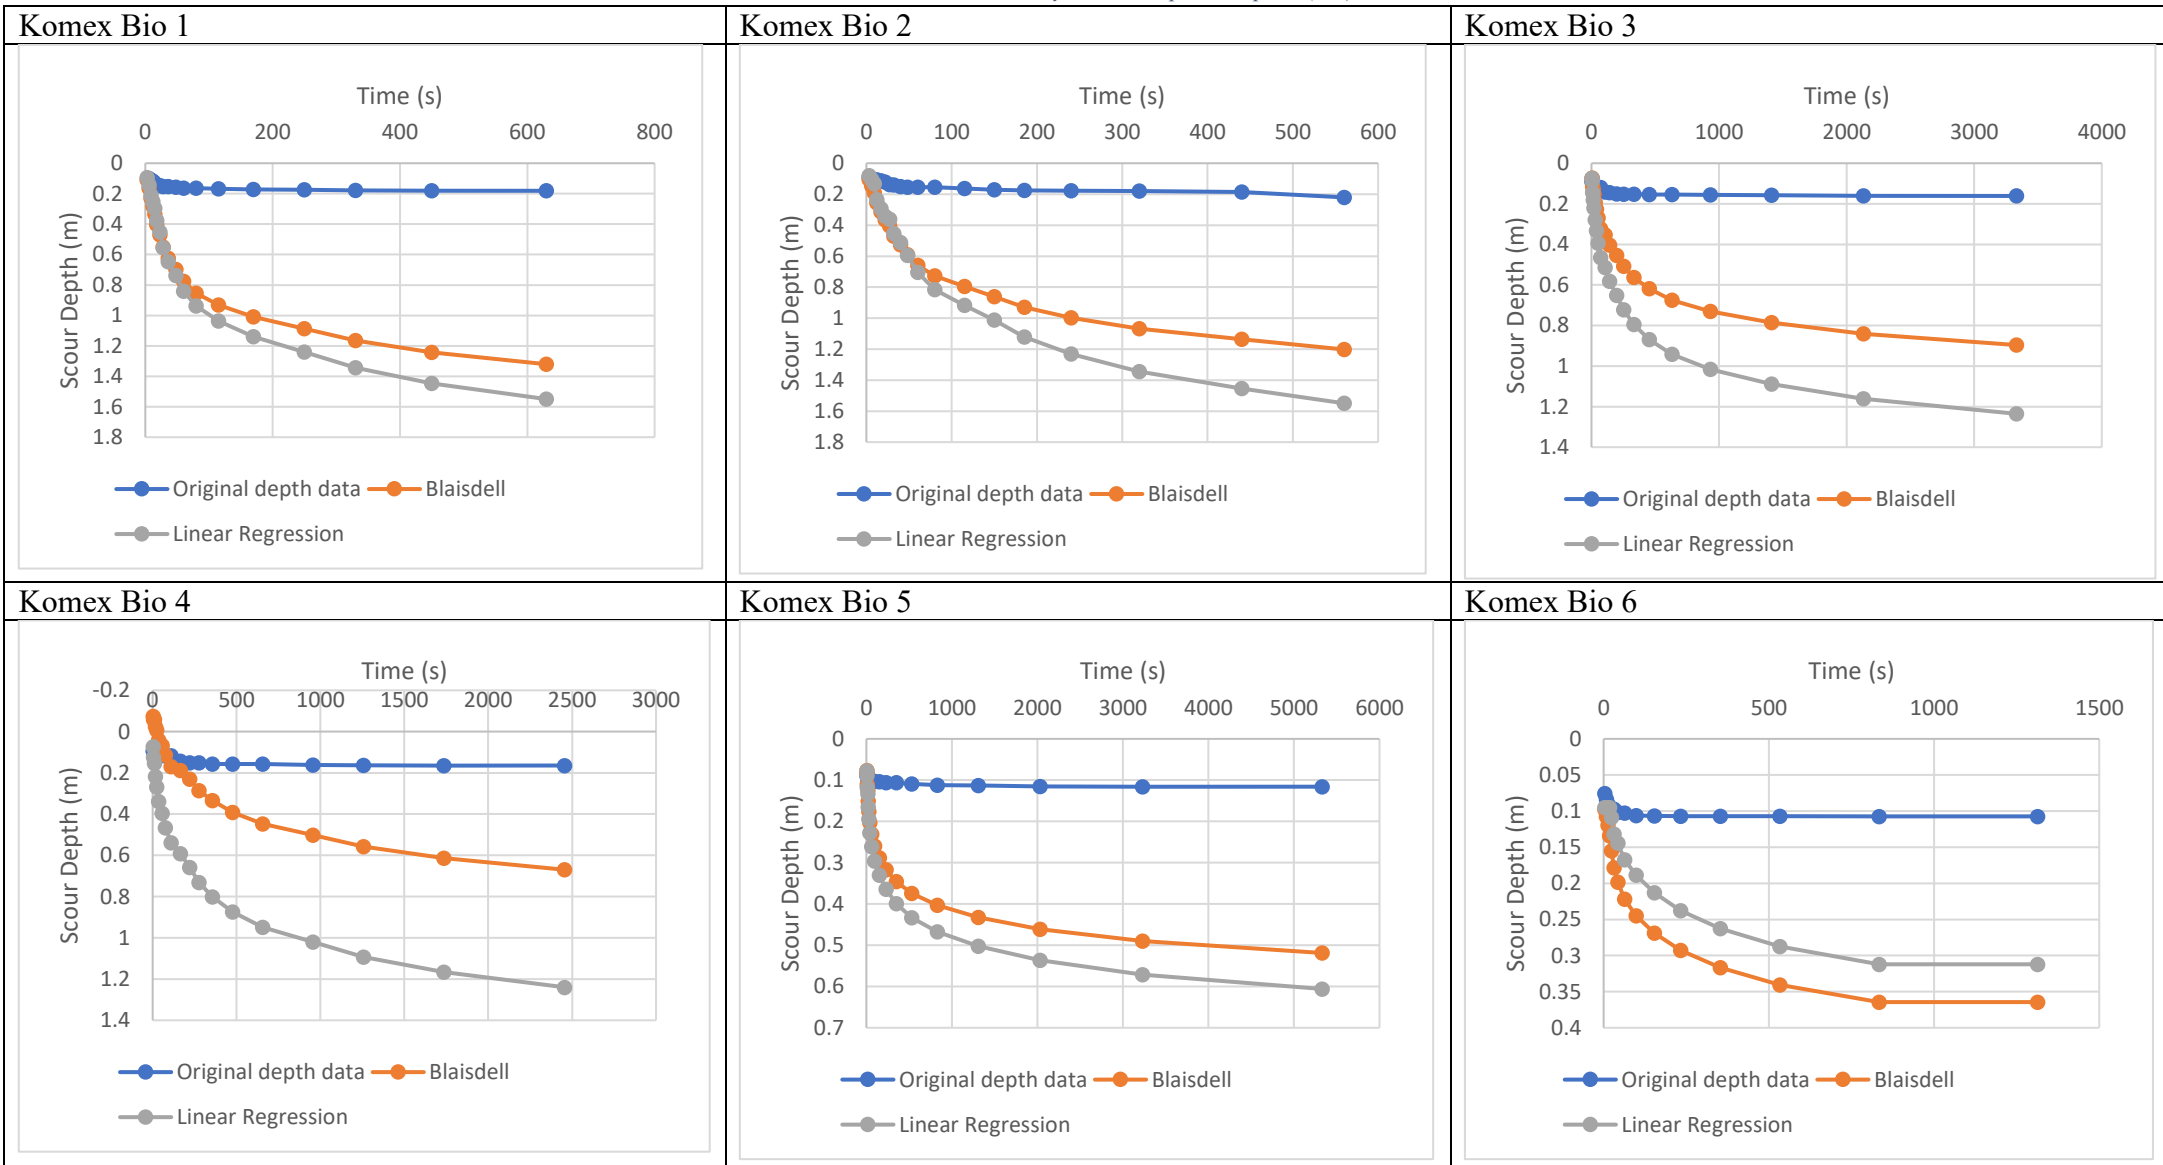 Komex Bio 1
Time (s)
0 200 400 600 800
0
0.2
0.4
0.6
0.8
1
1.2
1.4
1.6
1.8
Scour Depth (m)
Original depth data Blaisdell
Linear Regression
Komex Bio 2
Time (s)
0 100 200 300 400 500 600
0
0.2
0.4
0.6
0.8
1
1.2
1.4
1.6
1.8
Scour Depth (m)
Original depth data Blaisdell
Linear Regression
Komex Bio 3
Time (s)
0 1000 2000 3000 4000
0
0.2
0.4
0.6
0.8
1
1.2
1.4
Scour Depth (m)
Original depth data Blaisdell
Linear Regression
Komex Bio 4
Time (s)
0 500 1000 1500 2000 2500 3000
-0.2
0
0.2
0.4
0.6
0.8
1
1.2
1.4
Scour Depth (m)
Original depth data Blaisdell
Linear Regression
Komex Bio 5
Time (s)
0 1000 2000 3000 4000 5000 6000
0
0.1
0.2
0.3
0.4
0.5
0.6
0.7
Scour Depth (m)
Original depth data Blaisdell
Linear Regression
Komex Bio 6
Time (s)
0 500 1000 1500
0
0.05
0.1
0.15
0.2
0.25
0.3
0.35
0.4
Scour Depth (m)
Original depth data Blaisdell
Linear Regression